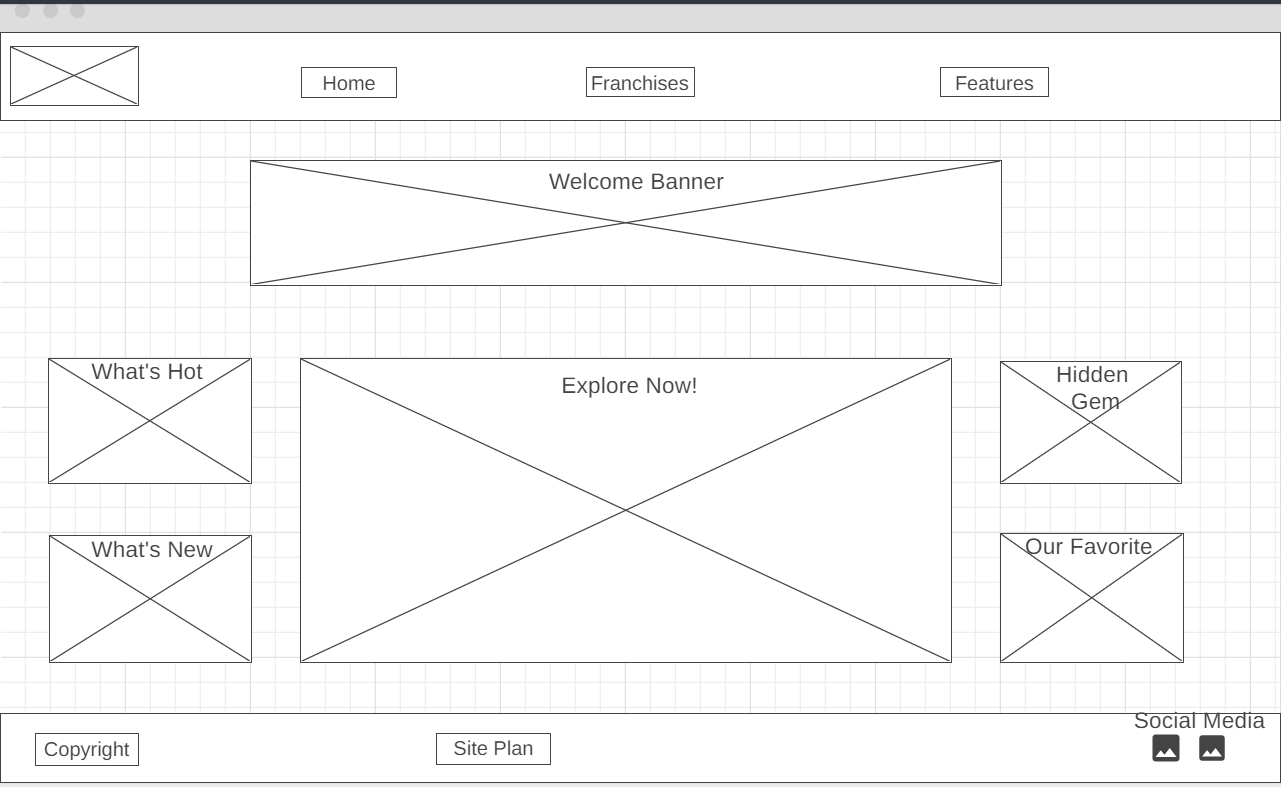 Home
Franchises
Features
Welcome Banner
What's Hot
Explore Now!
Hidden
Gem
What's New
Our Favorite
Copyright
Site Plan
Social Media